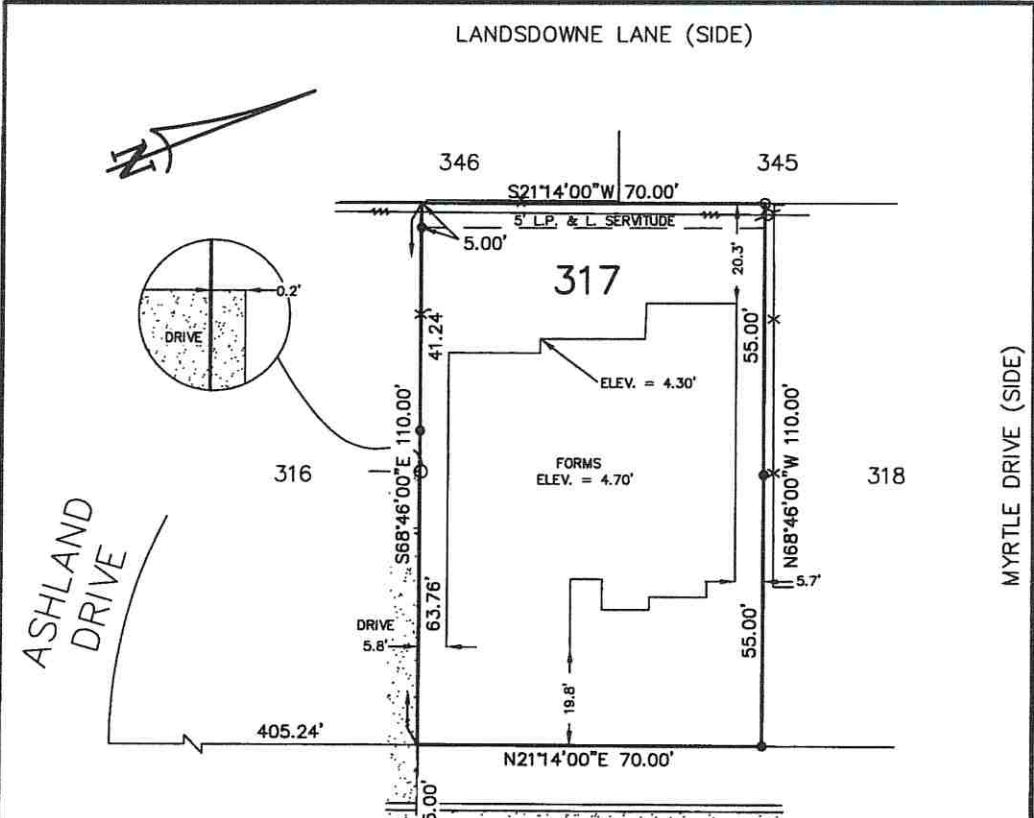 LANDSDOWNE LANE (SIDE)
N
346
345
S21°14'00"W 70.00'
5' L.P. & L. SERVITUDE
5.00'
317
20.3'
0.2'
DRIVE
41.24'
55.00'
ELEV. = 4.30'
S68°46'00"E 110.00'
N68°46'00"W 110.00'
MYRTLE DRIVE (SIDE)
316
FORMS
ELEV. = 4.70'
318
ASHLAND
DRIVE
5.7'
63.76'
DRIVE
5.8'
55.00'
19.8'
405.24'
N21°14'00"E 70.00'